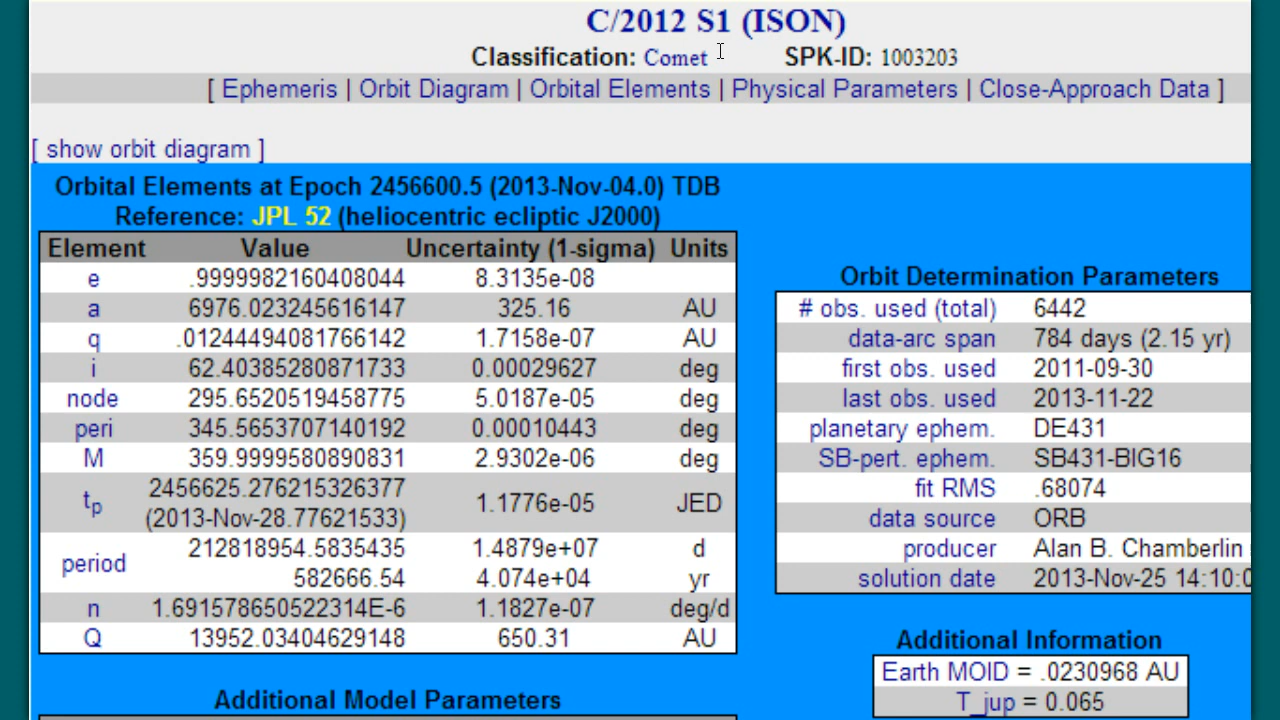 C/2012 S1 (ISON)
Classification: Comet SPK-ID: 1003203
[ Ephemeris | Orbit Diagram | Orbital Elements | Physical Parameters | Close-Approach Data ]
[ show orbit diagram ]
Orbital Elements at Epoch 2456600.5 (2013-Nov-04.0) TDB
Reference: JPL 52 (heliocentric ecliptic J2000)
Element Value Uncertainty (1-sigma) Units
e .9999982160408044 8.3135e-08
a 6976.023245616147 325.16 AU
q .01244494081766142 1.7158e-07 AU
i 62.40385280871733 0.00029627 deg
node 295.6520519458775 5.0187e-05 deg
peri 345.5653707140192 0.00010443 deg
M 359.9999580890831 2.9302e-06 deg
tp 2456625.276215326377 1.1776e-05 JED
(2013-Nov-28.77621533)
period 212818954.5835435 1.4879e+07 d
582666.54 4.074e+04 yr
n 1.691578650522314E-6 1.1827e-07 deg/d
Q 13952.03404629148 650.31 AU
Additional Model Parameters
Orbit Determination Parameters
# obs. used (total) 6442
data-arc span 784 days (2.15 yr)
first obs. used 2011-09-30
last obs. used 2013-11-22
planetary ephem. DE431
SB-pert. ephem. SB431-BIG16
fit RMS .68074
data source ORB
producer Alan B. Chamberlin
solution date 2013-Nov-25 14:10:0
Additional Information
Earth MOID = .0230968 AU
T_jup = 0.065